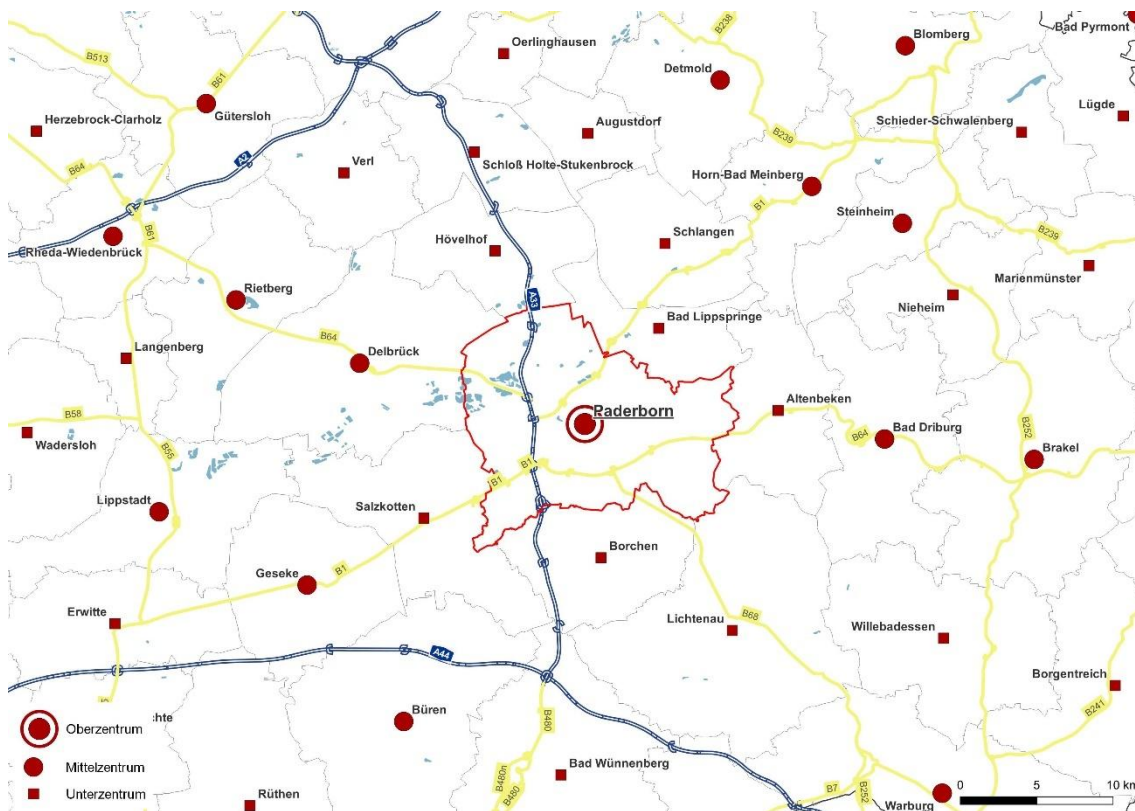 B238
Blomberg
Bad Pyrmont
Oerlinghausen
B513
B61
Detmold
Herzebrock-Clarholz
Gütersloh
Augustdorf
B239
Schieder-Schwalenberg
Lügde
A2
Verl
Schloß Holte-Stukenbrock
B64
Horn-Bad Meinberg
B1
Steinheim
B61
Rheda-Wiedenbrück
Hövelhof
Schlangen
B239
Marienmünster
Rietberg
A33
Nieheim
Bad Lippspringe
Langenberg
B64
Delbrück
Altenbeken
Raderborn
B58
Wadersloh
B55
B64
Bad Driburg
B252
Brakel
B1
B1
Lippstadt
Salzkotten
Borchen
Geseke
B1
Erwitte
B68
Lichtenau
Willebadessen
A44
Borgentreich
B241
chte
Oberzentrum
Büren
B480
Mittelzentrum
B480n
B480
Bad Wünnenberg
Unterzentrum
Rüthen
B7
B252
Warburg
0 5 10 km